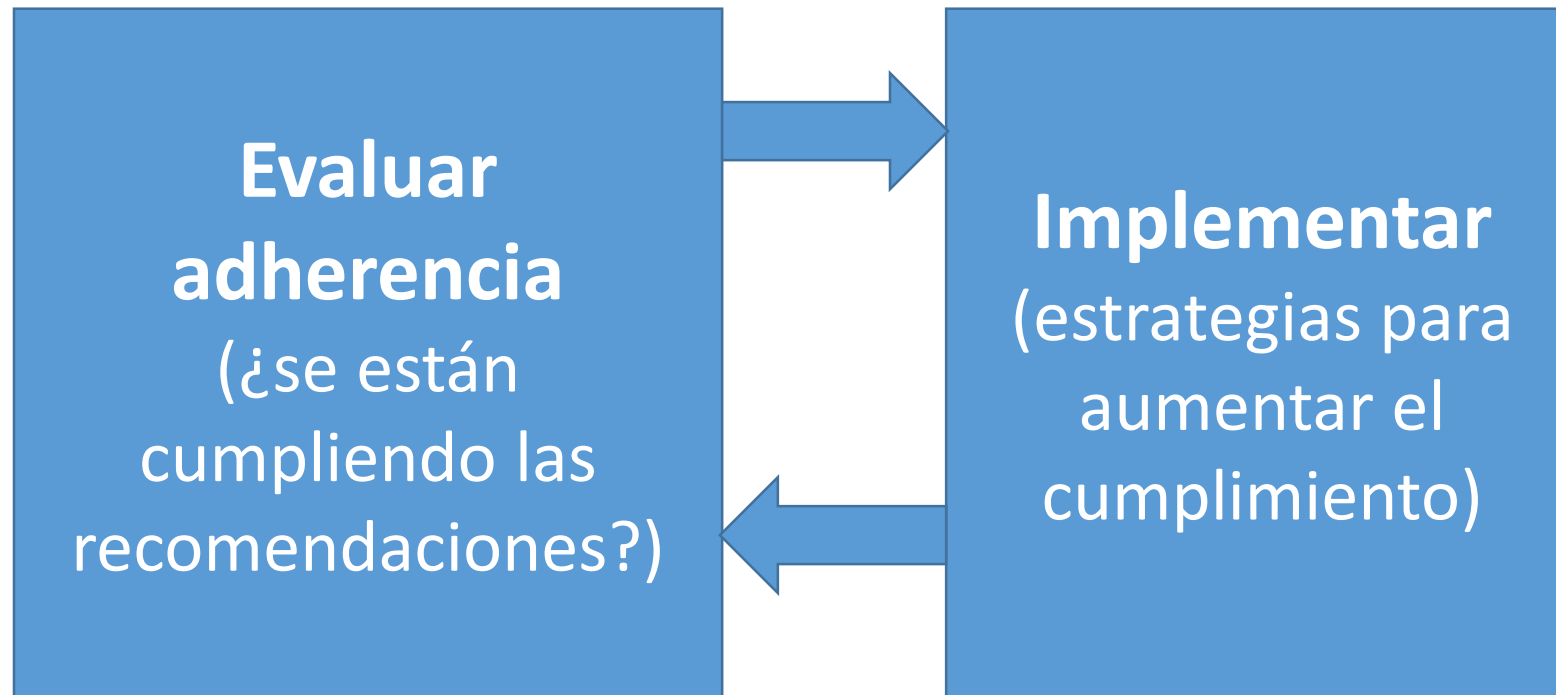 Evaluar
adherencia
(¿se están
cumpliendo las
recomendaciones?)
Implementar
(estrategias para
aumentar el
cumplimiento)